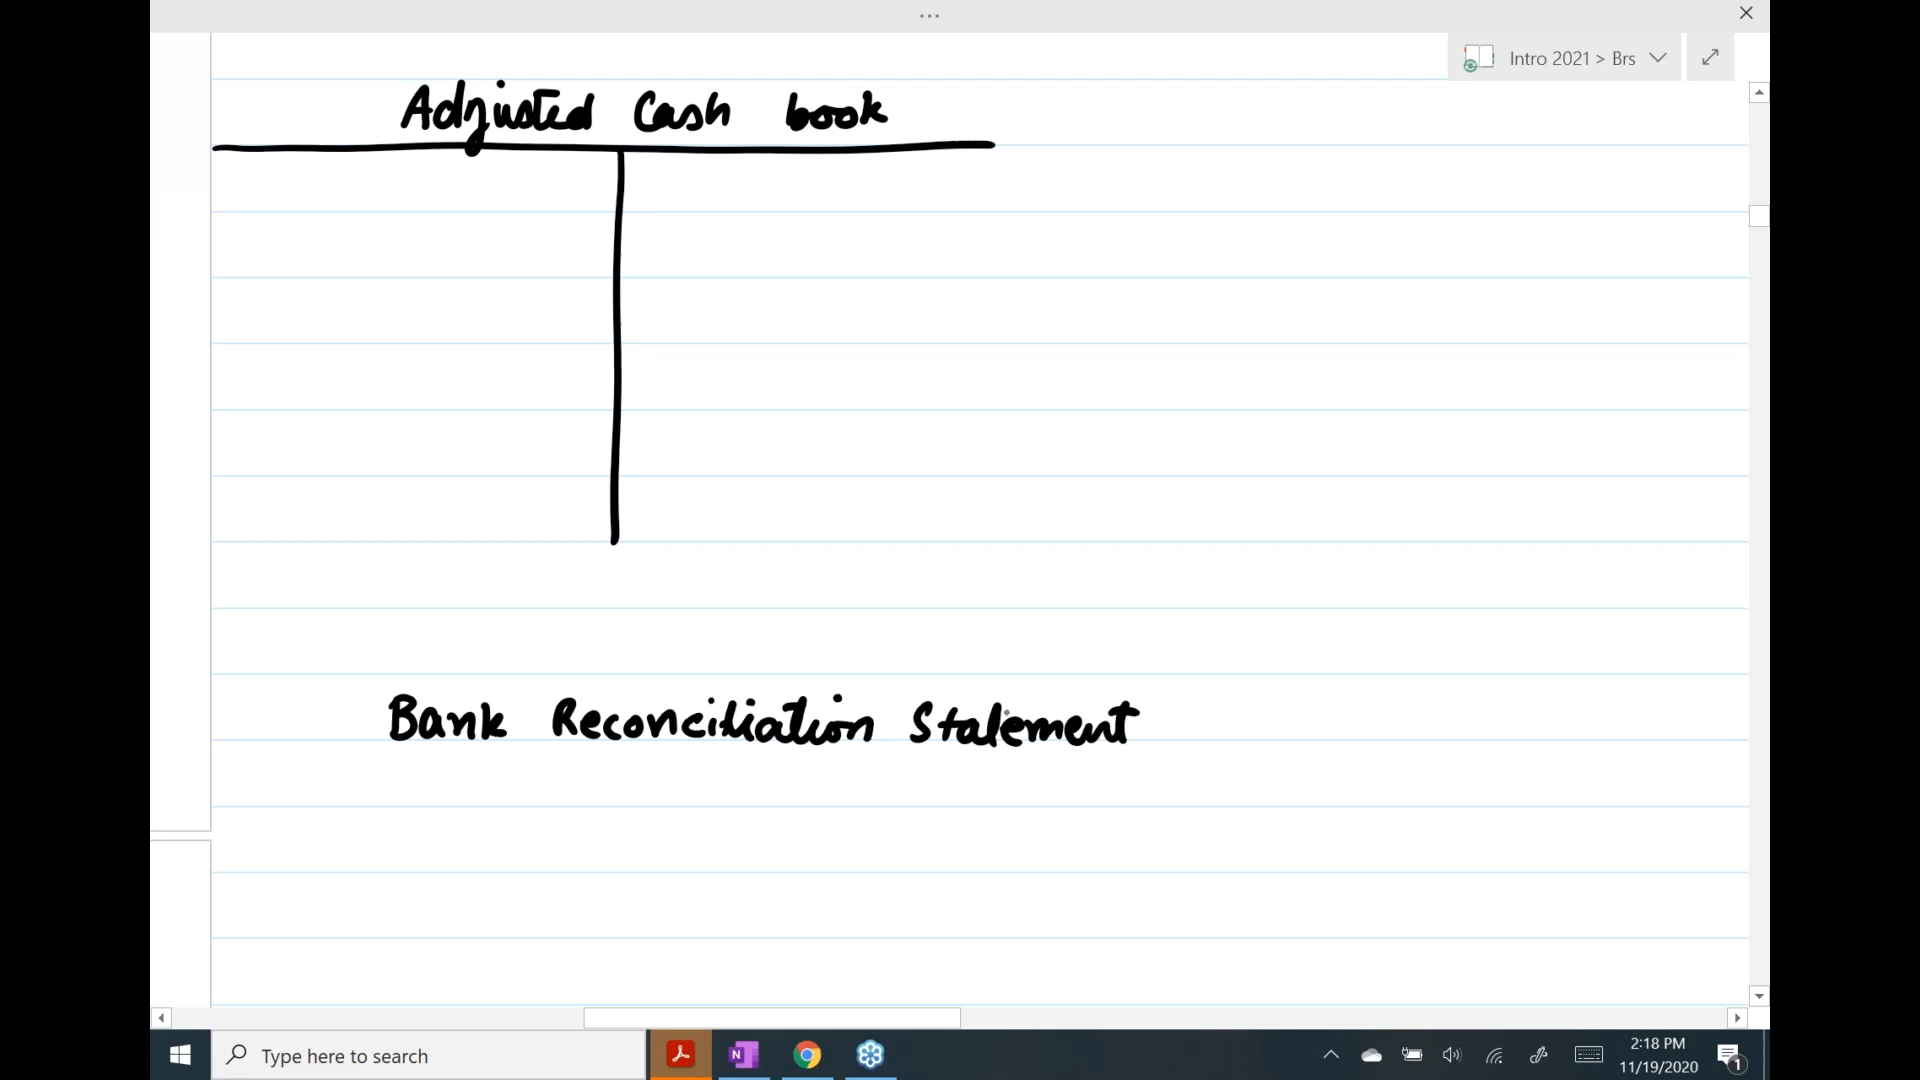 Intro 2021 > Brs
Adjusted Cash book
Bank Reconciliation Statement
Type here to search
2:18 PM
11/19/2020
1